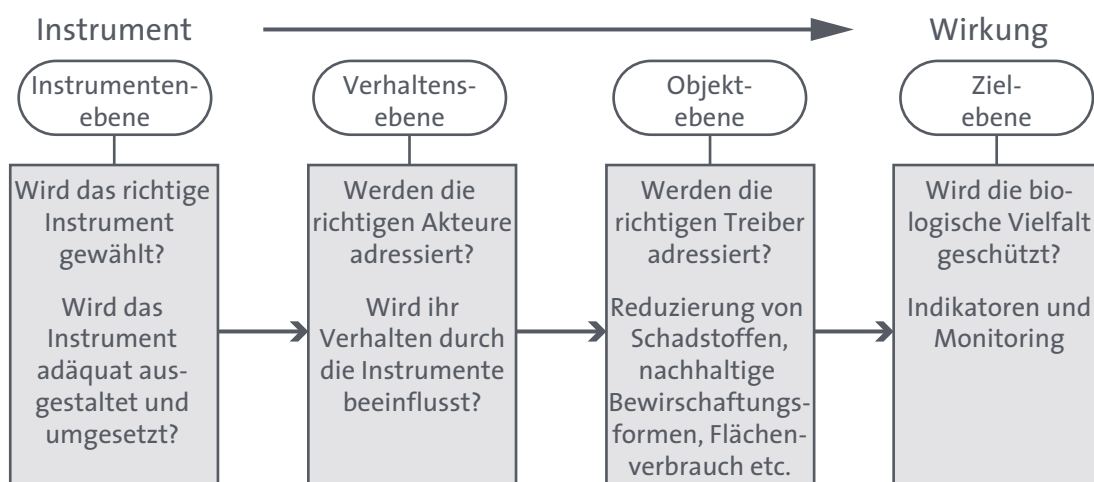 Instrument
Wirkung
Instrumenten-
ebene
Verhaltens-
ebene
Objekt-
ebene
Ziel-
ebene
Wird das richtige
Instrument
gewählt?
Wird das
Instrument
adäquat aus-
gestaltet und
umgesetzt?
Werden die
richtigen Akteure
adressiert?
Wird ihr
Verhalten durch
die Instrumente
beeinflusst?
Werden die
richtigen Treiber
adressiert?
Reduzierung von
Schadstoffen,
nachhaltige
Bewirschaftungs-
formen, Flächen-
verbrauch etc.
Wird die bio-
logische Vielfalt
geschützt?
Indikatoren und
Monitoring